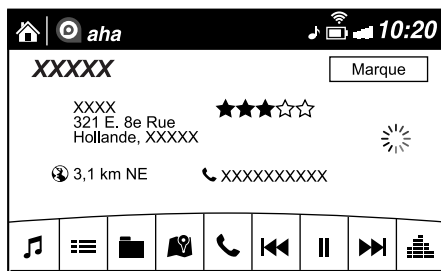 aha 10:20
XXXXX
Marque
XXXX
321 E. 8e Rue
Hollande, XXXXX
3,1 km NE
XXXXXXXXXX